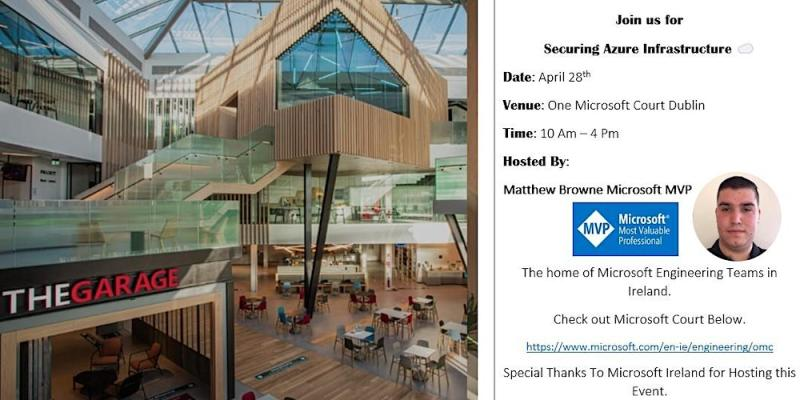 Join us for
Securing Azure Infrastructure
Date: April 28th
Venue: One Microsoft Court Dublin
Time: 10 Am – 4 Pm
Hosted By:
Matthew Browne Microsoft MVP
MVP
Microsoft®
Most Valuable
Professional
The home of Microsoft Engineering Teams in
Ireland.
Check out Microsoft Court Below.
https://www.microsoft.com/en-ie/engineering/omc
Special Thanks To Microsoft Ireland for Hosting this
Event.
THEGARAGE